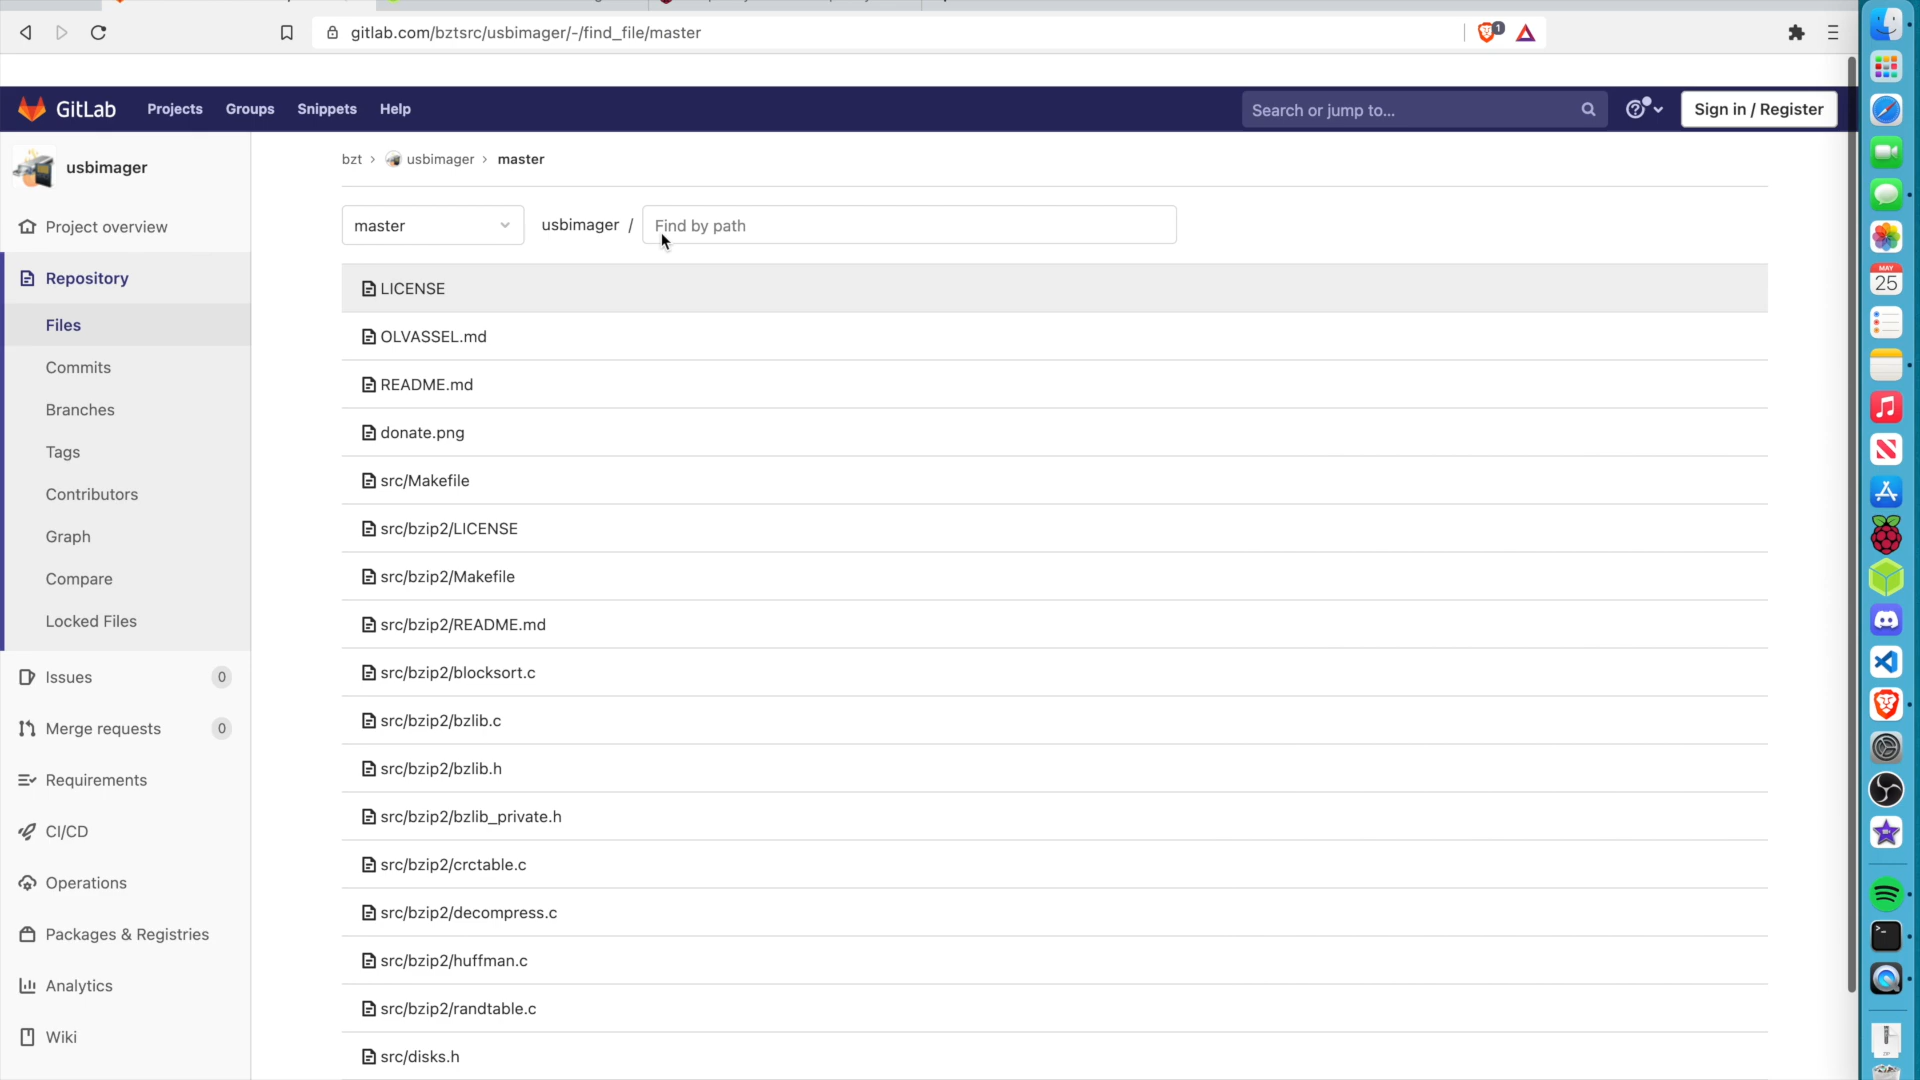 gitlab.com/bztsrc/usbimager/-/find_file/master
1
GitLab
Projects
Groups
Snippets
Help
Search or jump to...
Sign in / Register
usbimager
Project overview
Repository
Files
Commits
Branches
Tags
Contributors
Graph
Compare
Locked Files
Issues 0
Merge requests 0
Requirements
CI/CD
Operations
Packages & Registries
Analytics
Wiki
bzt > usbimager > master
master
usbimager /
Find by path
LICENSE
OLVASSEL.md
README.md
donate.png
src/Makefile
src/bzip2/LICENSE
src/bzip2/Makefile
src/bzip2/README.md
src/bzip2/blocksort.c
src/bzip2/bzlib.c
src/bzip2/bzlib.h
src/bzip2/bzlib_private.h
src/bzip2/crctable.c
src/bzip2/decompress.c
src/bzip2/huffman.c
src/bzip2/randtable.c
src/disks.h
MAY
25